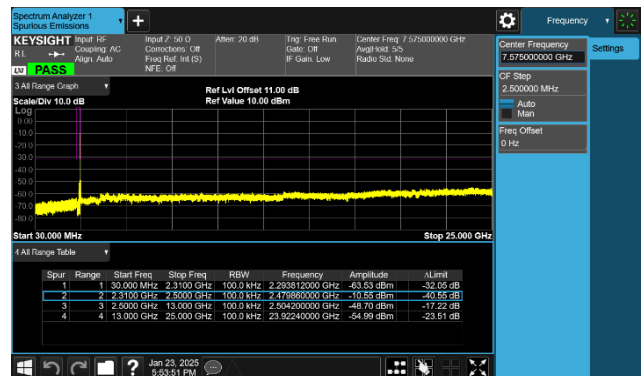 Spectrum Analyzer 1
Spurious Emissions
Frequency
KEYSIGHT
Input: RF
Coupling: AC
Align: Auto
Input Z: 50 Ω
Corrections: Off
Freq Ref: Int (S)
NFE: Off
Atten: 20 dB
Trig: Free Run
Gate: Off
IF Gain: Low
Center Freq: 7.575000000 GHz
Avg|Hold: 5/5
Radio Std: None
PASS
Center Frequency
7.575000000 GHz
Settings
CF Step
2.500000 MHz
Auto
Man
Freq Offset
0 Hz
3 All Range Graph
Scale/Div 10.0 dB
Ref Lvl Offset 11.00 dB
Ref Value 10.00 dBm
Log
0.00
-10.0
-20.0
-30.0
-40.0
-50.0
-60.0
-70.0
-80.0
Start 30.000 MHz
Stop 25.000 GHz
4 All Range Table
Spur Range Start Freq Stop Freq RBW Frequency Amplitude ΔLimit
1 1 30.000 MHz 2.3100 GHz 100.0 kHz 2.293812000 GHz -63.53 dBm -32.05 dB
2 2 2.3100 GHz 2.5000 GHz 100.0 kHz 2.479860000 GHz -10.55 dBm -40.55 dB
3 3 2.5000 GHz 13.000 GHz 100.0 kHz 2.504200000 GHz -48.70 dBm -17.22 dB
4 4 13.000 GHz 25.000 GHz 100.0 kHz 23.92240000 GHz -54.99 dBm -23.51 dB
Jan 23, 2025
5:53:51 PM